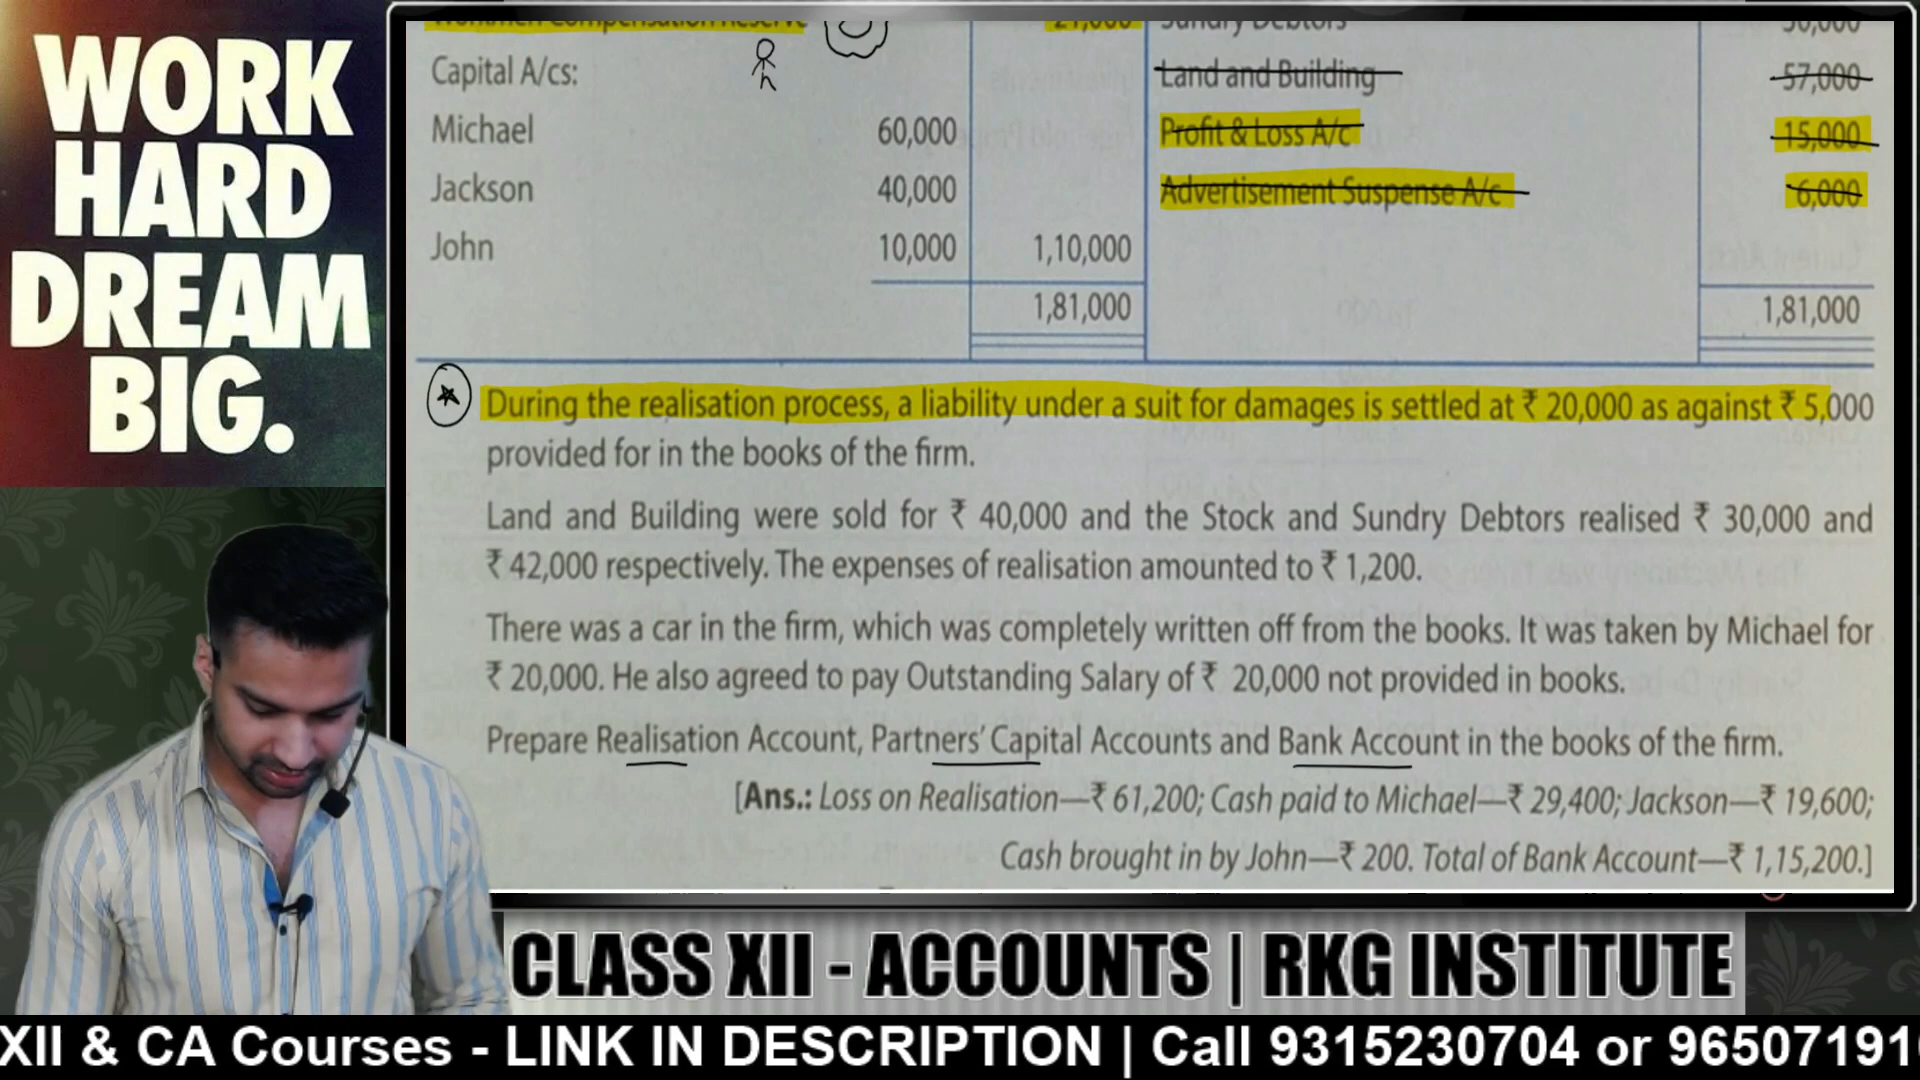 WORK
HARD
DREAM
BIG.
Workmen Compensation Reserve 21,000 Sundry Debtors
Capital A/cs: Land and Building 57,000
Michael 60,000 Profit & Loss A/c 15,000
Jackson 40,000 Advertisement Suspense A/c 6,000
John 10,000 1,10,000
1,81,000 1,81,000
During the realisation process, a liability under a suit for damages is settled at ₹ 20,000 as against ₹ 5,000
provided for in the books of the firm.
Land and Building were sold for ₹ 40,000 and the Stock and Sundry Debtors realised ₹ 30,000 and
₹ 42,000 respectively. The expenses of realisation amounted to ₹ 1,200.
There was a car in the firm, which was completely written off from the books. It was taken by Michael for
₹ 20,000. He also agreed to pay Outstanding Salary of ₹ 20,000 not provided in books.
Prepare Realisation Account, Partners' Capital Accounts and Bank Account in the books of the firm.
[Ans.: Loss on Realisation—₹ 61,200; Cash paid to Michael—₹ 29,400; Jackson—₹ 19,600;
Cash brought in by John—₹ 200. Total of Bank Account—₹ 1,15,200.]
CLASS XII - ACCOUNTS | RKG INSTITUTE
XII & CA Courses - LINK IN DESCRIPTION | Call 9315230704 or 965071910